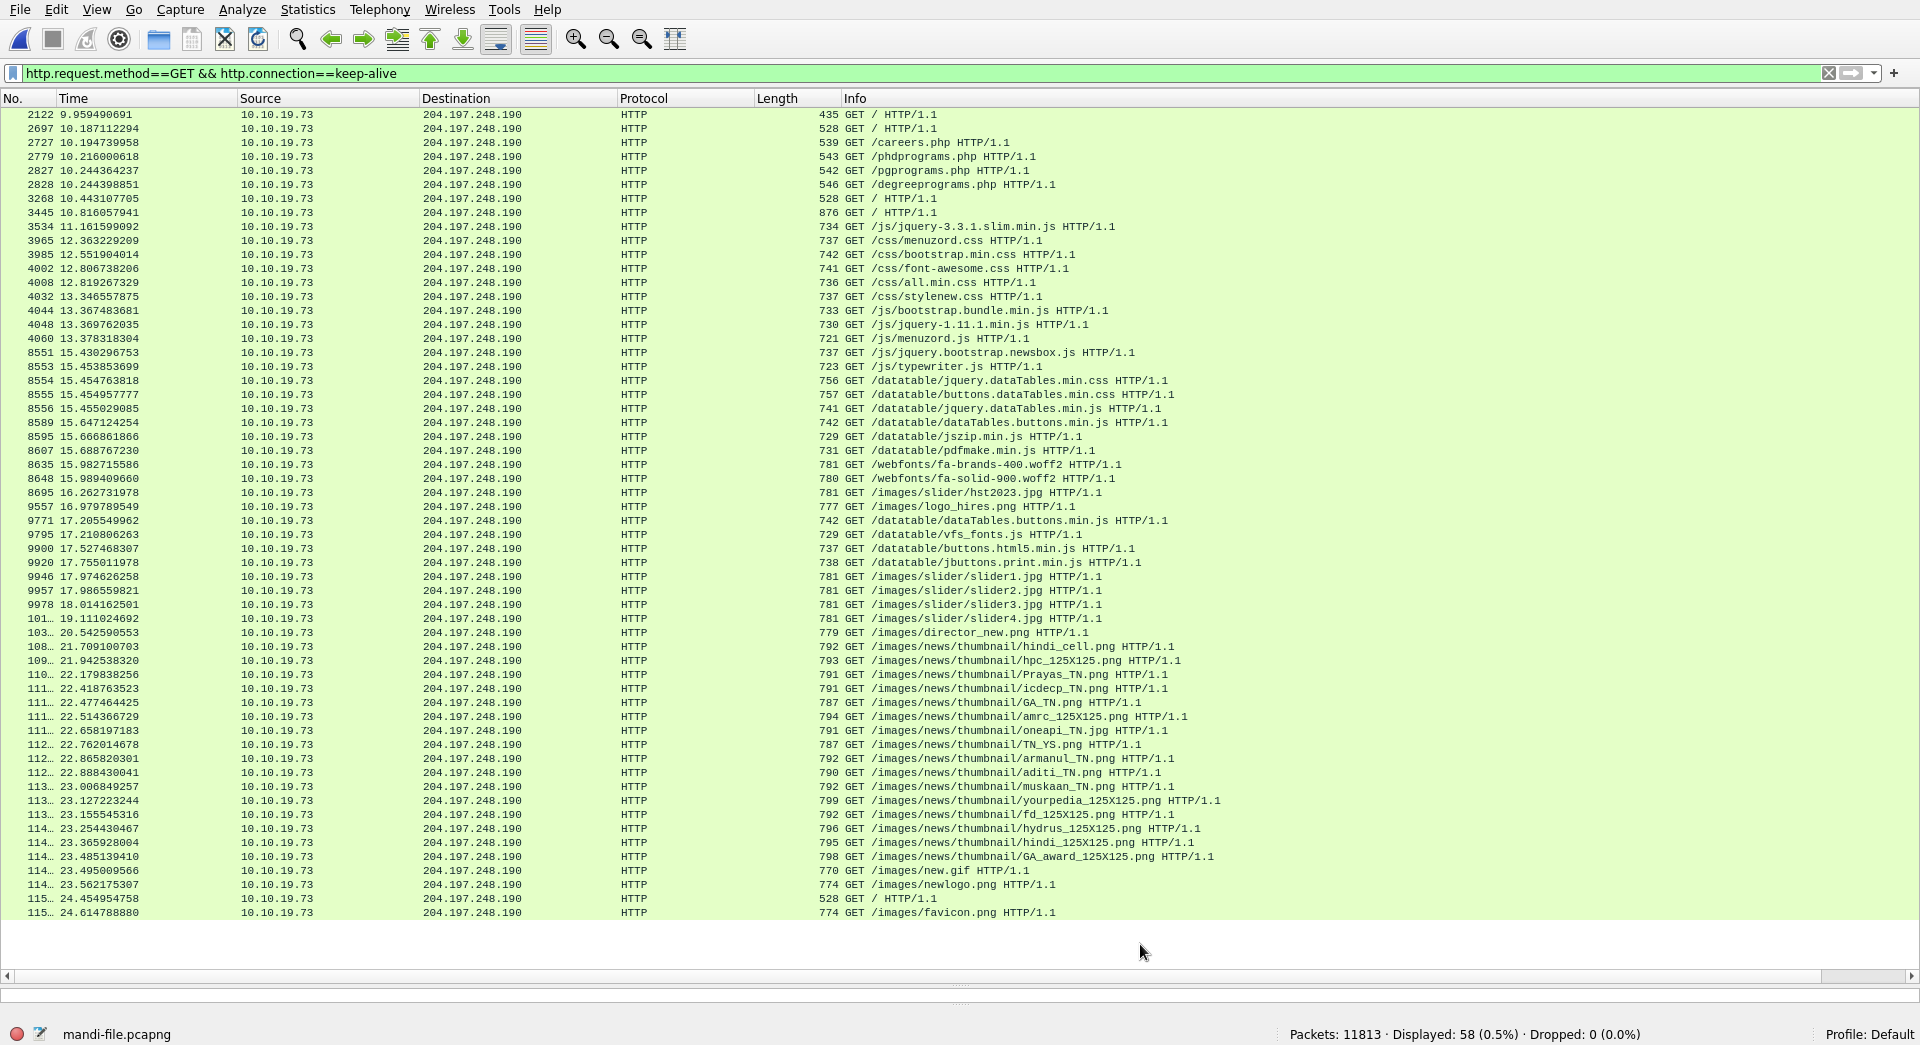 File Edit View Go Capture Analyze Statistics Telephony Wireless Tools Help
http.request.method==GET && http.connection==keep-alive
No. Time Source Destination Protocol Length Info
2122 9.959490691 10.10.19.73 204.197.248.190 HTTP 435 GET / HTTP/1.1
2697 10.187112294 10.10.19.73 204.197.248.190 HTTP 528 GET / HTTP/1.1
2727 10.194739958 10.10.19.73 204.197.248.190 HTTP 539 GET /careers.php HTTP/1.1
2779 10.216000618 10.10.19.73 204.197.248.190 HTTP 543 GET /phdprograms.php HTTP/1.1
2827 10.244364237 10.10.19.73 204.197.248.190 HTTP 542 GET /pgprograms.php HTTP/1.1
2828 10.244398851 10.10.19.73 204.197.248.190 HTTP 546 GET /degreeprograms.php HTTP/1.1
3268 10.443107705 10.10.19.73 204.197.248.190 HTTP 528 GET / HTTP/1.1
3445 10.816057941 10.10.19.73 204.197.248.190 HTTP 876 GET / HTTP/1.1
3534 11.161599092 10.10.19.73 204.197.248.190 HTTP 734 GET /js/jquery-3.3.1.slim.min.js HTTP/1.1
3965 12.363229209 10.10.19.73 204.197.248.190 HTTP 737 GET /css/menuzord.css HTTP/1.1
3985 12.551904014 10.10.19.73 204.197.248.190 HTTP 742 GET /css/bootstrap.min.css HTTP/1.1
4002 12.806738206 10.10.19.73 204.197.248.190 HTTP 741 GET /css/font-awesome.css HTTP/1.1
4008 12.819267329 10.10.19.73 204.197.248.190 HTTP 736 GET /css/all.min.css HTTP/1.1
4032 13.346557875 10.10.19.73 204.197.248.190 HTTP 737 GET /css/stylenew.css HTTP/1.1
4044 13.367483681 10.10.19.73 204.197.248.190 HTTP 733 GET /js/bootstrap.bundle.min.js HTTP/1.1
4048 13.369762035 10.10.19.73 204.197.248.190 HTTP 730 GET /js/jquery-1.11.1.min.js HTTP/1.1
4060 13.378318304 10.10.19.73 204.197.248.190 HTTP 721 GET /js/menuzord.js HTTP/1.1
8551 15.430296753 10.10.19.73 204.197.248.190 HTTP 737 GET /js/jquery.bootstrap.newsbox.js HTTP/1.1
8553 15.453853699 10.10.19.73 204.197.248.190 HTTP 723 GET /js/typewriter.js HTTP/1.1
8554 15.454763818 10.10.19.73 204.197.248.190 HTTP 756 GET /datatable/jquery.dataTables.min.css HTTP/1.1
8555 15.454957777 10.10.19.73 204.197.248.190 HTTP 757 GET /datatable/buttons.dataTables.min.css HTTP/1.1
8556 15.455029085 10.10.19.73 204.197.248.190 HTTP 741 GET /datatable/jquery.dataTables.min.js HTTP/1.1
8589 15.647124254 10.10.19.73 204.197.248.190 HTTP 742 GET /datatable/dataTables.buttons.min.js HTTP/1.1
8595 15.666861866 10.10.19.73 204.197.248.190 HTTP 729 GET /datatable/jszip.min.js HTTP/1.1
8607 15.688767230 10.10.19.73 204.197.248.190 HTTP 731 GET /datatable/pdfmake.min.js HTTP/1.1
8635 15.982715586 10.10.19.73 204.197.248.190 HTTP 781 GET /webfonts/fa-brands-400.woff2 HTTP/1.1
8648 15.989409660 10.10.19.73 204.197.248.190 HTTP 780 GET /webfonts/fa-solid-900.woff2 HTTP/1.1
8695 16.262731978 10.10.19.73 204.197.248.190 HTTP 781 GET /images/slider/hst2023.jpg HTTP/1.1
9557 16.979789549 10.10.19.73 204.197.248.190 HTTP 777 GET /images/logo_hires.png HTTP/1.1
9771 17.205549962 10.10.19.73 204.197.248.190 HTTP 742 GET /datatable/dataTables.buttons.min.js HTTP/1.1
9795 17.210806263 10.10.19.73 204.197.248.190 HTTP 729 GET /datatable/vfs_fonts.js HTTP/1.1
9900 17.527468307 10.10.19.73 204.197.248.190 HTTP 737 GET /datatable/buttons.html5.min.js HTTP/1.1
9920 17.755011978 10.10.19.73 204.197.248.190 HTTP 738 GET /datatable/jbuttons.print.min.js HTTP/1.1
9946 17.974626258 10.10.19.73 204.197.248.190 HTTP 781 GET /images/slider/slider1.jpg HTTP/1.1
9957 17.986559821 10.10.19.73 204.197.248.190 HTTP 781 GET /images/slider/slider2.jpg HTTP/1.1
9978 18.014162501 10.10.19.73 204.197.248.190 HTTP 781 GET /images/slider/slider3.jpg HTTP/1.1
101… 19.111024692 10.10.19.73 204.197.248.190 HTTP 781 GET /images/slider/slider4.jpg HTTP/1.1
103… 20.542590553 10.10.19.73 204.197.248.190 HTTP 779 GET /images/director_new.png HTTP/1.1
108… 21.709100703 10.10.19.73 204.197.248.190 HTTP 792 GET /images/news/thumbnail/hindi_cell.png HTTP/1.1
109… 21.942538320 10.10.19.73 204.197.248.190 HTTP 793 GET /images/news/thumbnail/hpc_125X125.png HTTP/1.1
110… 22.179838256 10.10.19.73 204.197.248.190 HTTP 791 GET /images/news/thumbnail/Prayas_TN.png HTTP/1.1
111… 22.418763523 10.10.19.73 204.197.248.190 HTTP 791 GET /images/news/thumbnail/icdecp_TN.png HTTP/1.1
111… 22.477464425 10.10.19.73 204.197.248.190 HTTP 787 GET /images/news/thumbnail/GA_TN.png HTTP/1.1
111… 22.514366729 10.10.19.73 204.197.248.190 HTTP 794 GET /images/news/thumbnail/amrc_125X125.png HTTP/1.1
111… 22.658197183 10.10.19.73 204.197.248.190 HTTP 791 GET /images/news/thumbnail/oneapi_TN.jpg HTTP/1.1
112… 22.762014678 10.10.19.73 204.197.248.190 HTTP 787 GET /images/news/thumbnail/TN_YS.png HTTP/1.1
112… 22.865820301 10.10.19.73 204.197.248.190 HTTP 792 GET /images/news/thumbnail/armanul_TN.png HTTP/1.1
112… 22.888430041 10.10.19.73 204.197.248.190 HTTP 790 GET /images/news/thumbnail/aditi_TN.png HTTP/1.1
113… 23.006849257 10.10.19.73 204.197.248.190 HTTP 792 GET /images/news/thumbnail/muskaan_TN.png HTTP/1.1
113… 23.127223244 10.10.19.73 204.197.248.190 HTTP 799 GET /images/news/thumbnail/yourpedia_125X125.png HTTP/1.1
113… 23.155545316 10.10.19.73 204.197.248.190 HTTP 792 GET /images/news/thumbnail/fd_125X125.png HTTP/1.1
114… 23.254430467 10.10.19.73 204.197.248.190 HTTP 796 GET /images/news/thumbnail/hydrus_125X125.png HTTP/1.1
114… 23.365928004 10.10.19.73 204.197.248.190 HTTP 795 GET /images/news/thumbnail/hindi_125X125.png HTTP/1.1
114… 23.485139410 10.10.19.73 204.197.248.190 HTTP 798 GET /images/news/thumbnail/GA_award_125X125.png HTTP/1.1
114… 23.495009566 10.10.19.73 204.197.248.190 HTTP 770 GET /images/new.gif HTTP/1.1
114… 23.562175307 10.10.19.73 204.197.248.190 HTTP 774 GET /images/newlogo.png HTTP/1.1
115… 24.454954758 10.10.19.73 204.197.248.190 HTTP 528 GET / HTTP/1.1
115… 24.614788880 10.10.19.73 204.197.248.190 HTTP 774 GET /images/favicon.png HTTP/1.1
mandi-file.pcapng Packets: 11813 · Displayed: 58 (0.5%) · Dropped: 0 (0.0%) Profile: Default